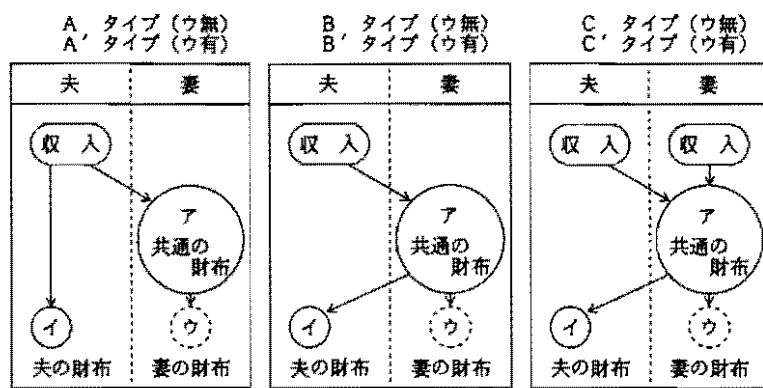 A タイプ (ウ無)
A′タイプ (ウ有)
夫 妻
収 入
ア
共通の
財布
イ ウ
夫の財布 妻の財布
B タイプ (ウ無)
B′タイプ (ウ有)
夫 妻
収 入
ア
共通の
財布
イ ウ
夫の財布 妻の財布
C タイプ (ウ無)
C′タイプ (ウ有)
夫 妻
収 入 収 入
ア
共通の
財布
イ ウ
夫の財布 妻の財布